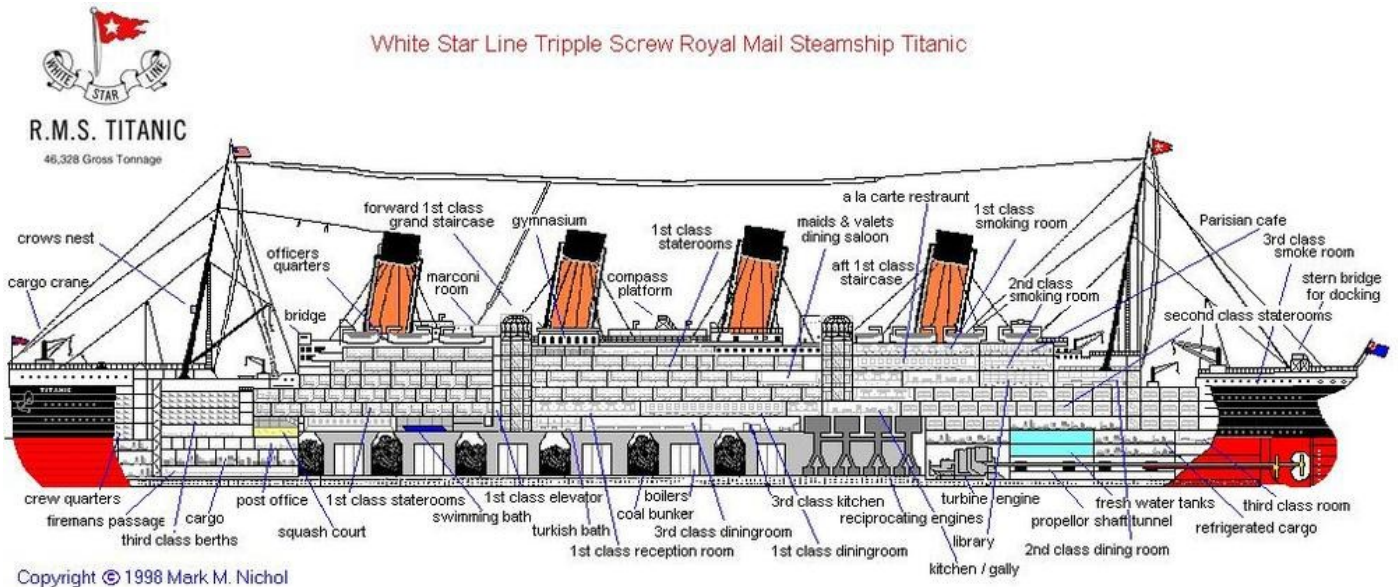 White Star Line Tripple Screw Royal Mail Steamship Titanic
WHITE STAR LINE
R.M.S. TITANIC
46,328 Gross Tonnage
crows nest
cargo crane
officers
quarters
bridge
forward 1st class
grand staircase
marconi
room
gymnasium
compass
platform
1st class
staterooms
maids & valets
dining saloon
a la carte restraunt
aft 1st class
staircase
1st class
smoking room
2nd class
smoking room
Parisian cafe
3rd class
smoke room
stern bridge
for docking
second class staterooms
TITANIC
crew quarters
firemans passage
third class berths
cargo
post office
squash court
1st class staterooms
swimming bath
1st class elevator
turkish bath
1st class reception room
coal bunker
boilers
3rd class diningroom
3rd class kitchen
1st class diningroom
reciprocating engines
kitchen / gally
library
turbine engine
propellor shaft tunnel
2nd class dining room
fresh water tanks
refrigerated cargo
third class room
Copyright © 1998 Mark M. Nichol